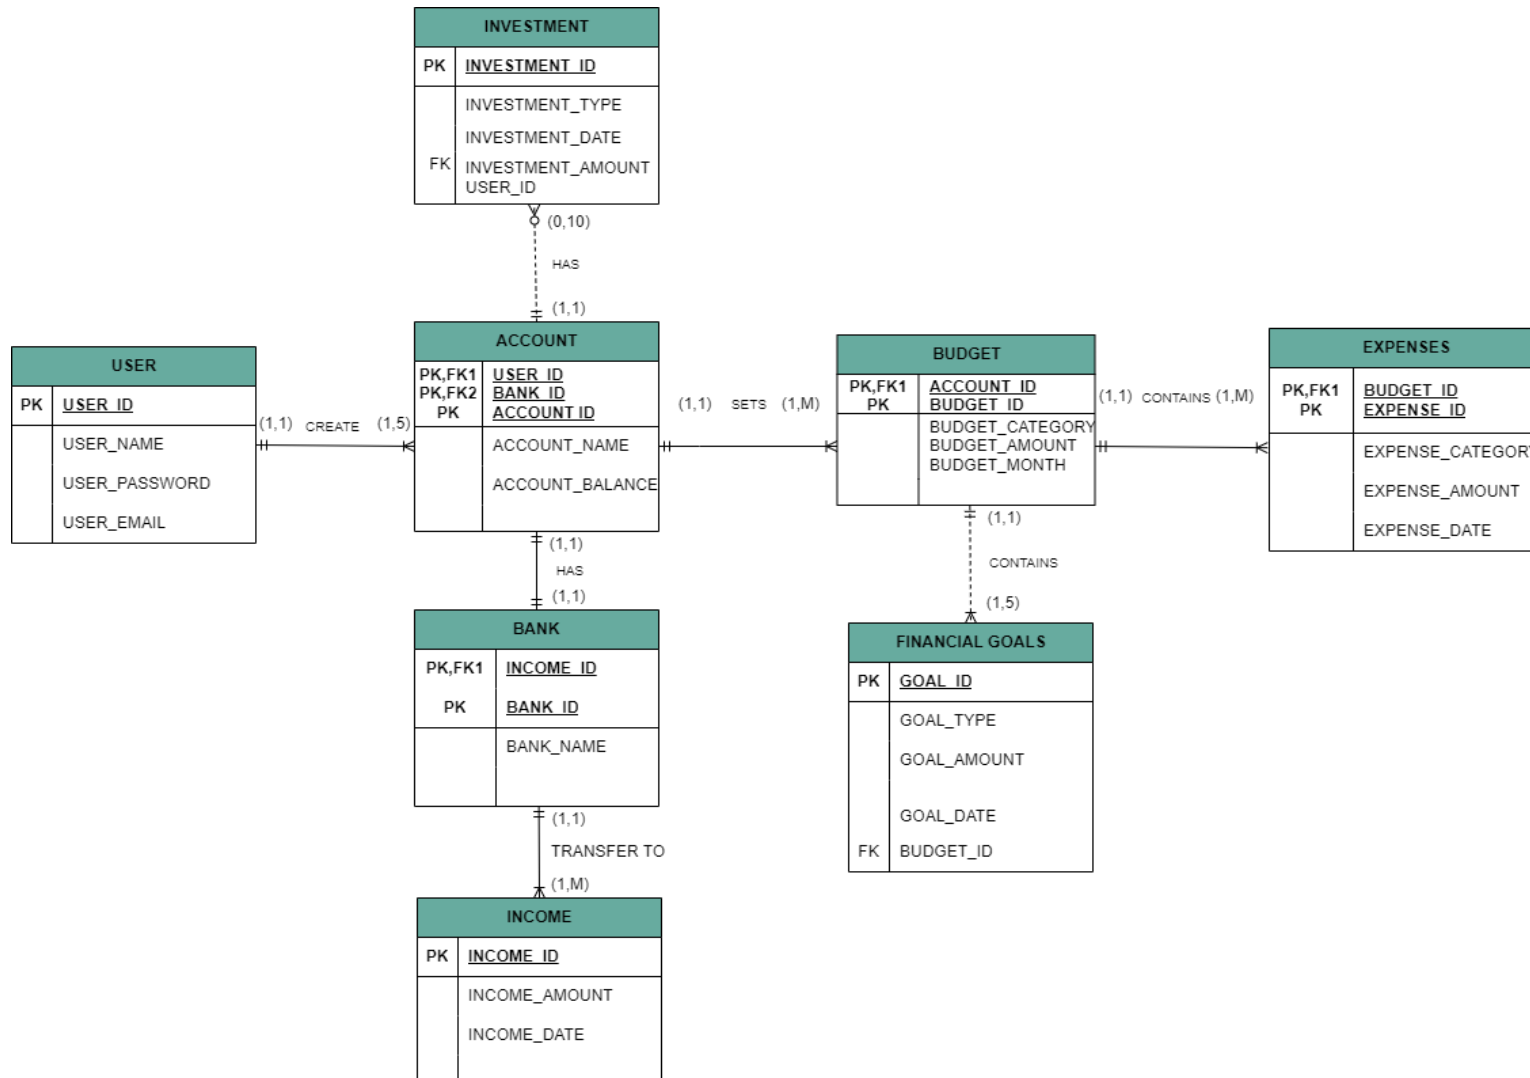 INVESTMENT
PK INVESTMENT_ID
INVESTMENT_TYPE
INVESTMENT_DATE
FK INVESTMENT_AMOUNT
USER_ID
(0,10)
HAS
(1,1)
USER
PK USER_ID
USER_NAME
USER_PASSWORD
USER_EMAIL
(1,1) CREATE (1,5)
ACCOUNT
PK,FK1 USER_ID
PK,FK2 BANK_ID
PK ACCOUNT ID
ACCOUNT_NAME
ACCOUNT_BALANCE
(1,1) SETS (1,M)
BUDGET
PK,FK1 ACCOUNT_ID
PK BUDGET_ID
BUDGET_CATEGORY
BUDGET_AMOUNT
BUDGET_MONTH
(1,1) CONTAINS (1,M)
EXPENSES
PK,FK1 BUDGET_ID
PK EXPENSE_ID
EXPENSE_CATEGORY
EXPENSE_AMOUNT
EXPENSE_DATE
(1,1)
HAS
(1,1)
BANK
PK,FK1 INCOME_ID
PK BANK_ID
BANK_NAME
(1,1)
TRANSFER TO
(1,M)
INCOME
PK INCOME_ID
INCOME_AMOUNT
INCOME_DATE
(1,1)
CONTAINS
(1,5)
FINANCIAL GOALS
PK GOAL_ID
GOAL_TYPE
GOAL_AMOUNT
GOAL_DATE
FK BUDGET_ID